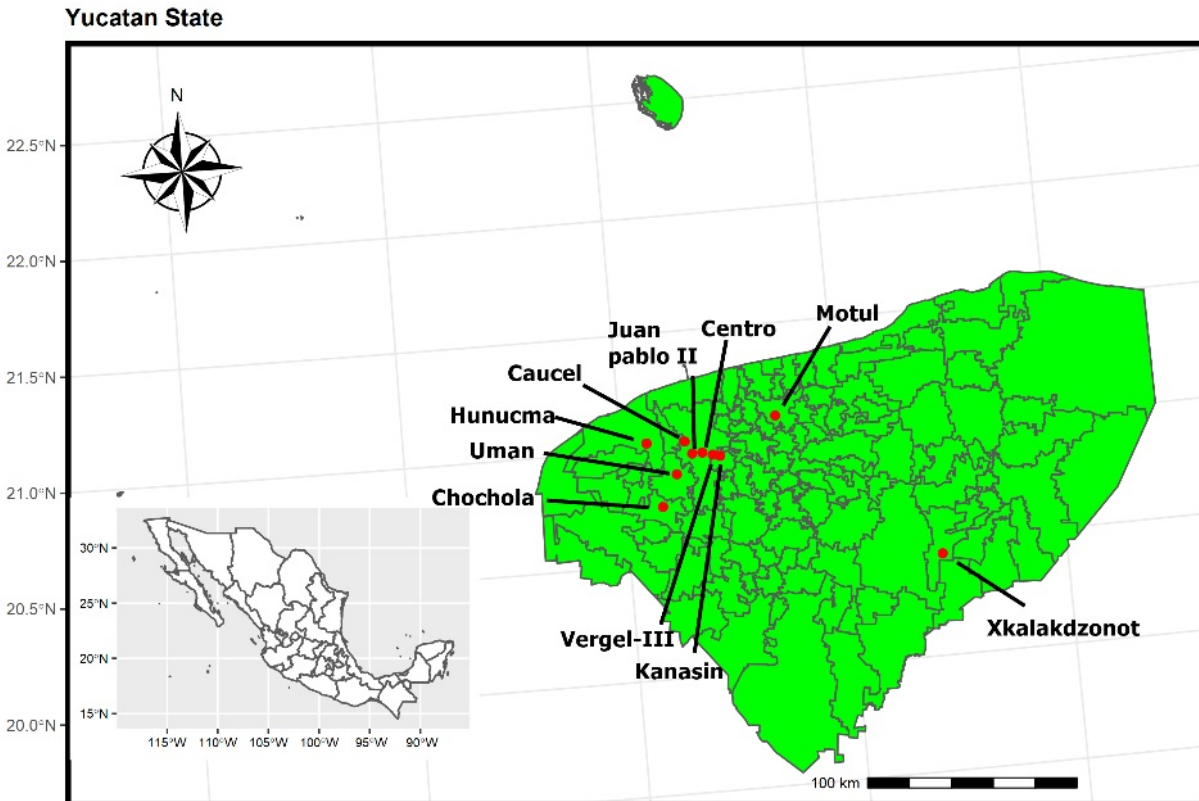 Yucatan State
N
22.5°N
22.0°N
21.5°N
21.0°N
20.5°N
20.0°N
Juan
pablo II
Centro
Motul
Caucel
Hunucma
Uman
Chochola
Vergel-III
Kanasin
Xkalakdzonot
30°N
25°N
20°N
15°N
115°W 110°W 105°W 100°W 95°W 90°W
100 km